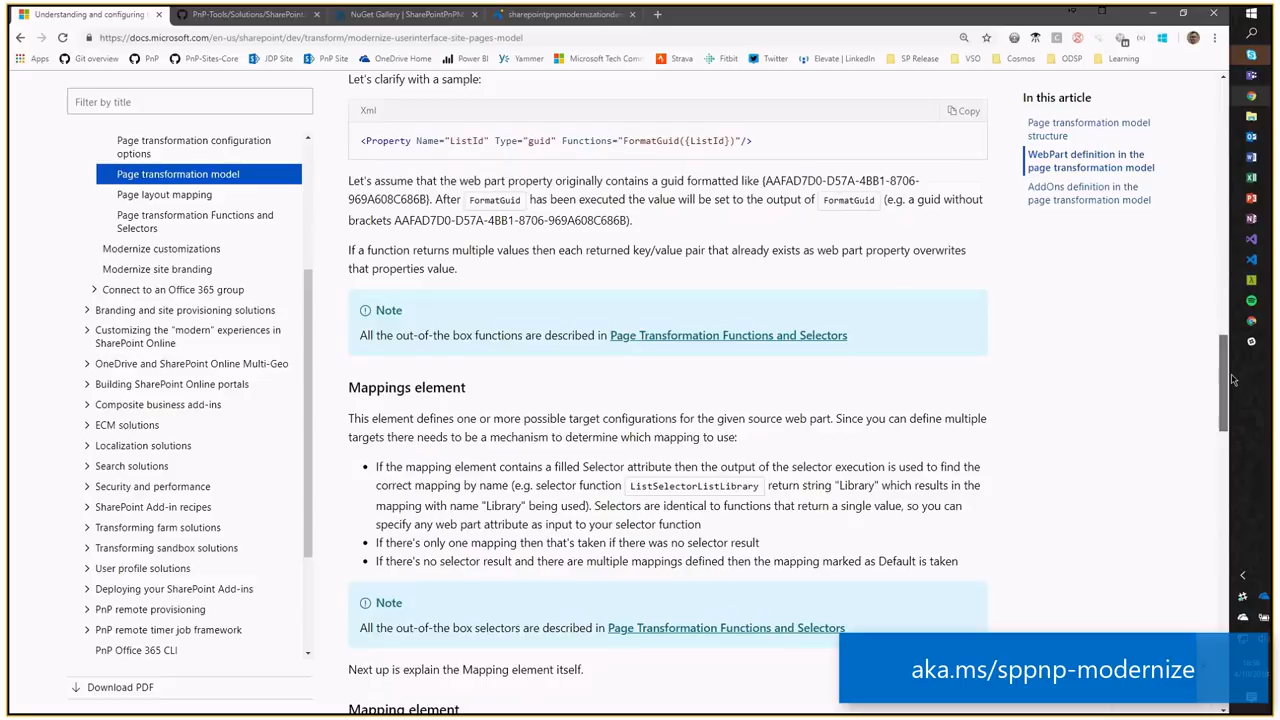 Understanding and configuring
PnP-Tools/Solutions/SharePoint
NuGet Gallery | SharePointPnPM
sharepointpnpmodernizationdem
https://docs.microsoft.com/en-us/sharepoint/dev/transform/modernize-userinterface-site-pages-model
Apps
Git overview
PnP
PnP-Sites-Core
JDP Site
PnP Site
OneDrive Home
Power BI
Yammer
Microsoft Tech Comm
Strava
Fitbit
Twitter
Elevate | LinkedIn
SP Release
VSO
Cosmos
ODSP
Learning
Filter by title
Page transformation configuration
options
Page transformation model
Page layout mapping
Page transformation Functions and
Selectors
Modernize customizations
Modernize site branding
Connect to an Office 365 group
Branding and site provisioning solutions
Customizing the "modern" experiences in
SharePoint Online
OneDrive and SharePoint Online Multi-Geo
Building SharePoint Online portals
Composite business add-ins
ECM solutions
Localization solutions
Search solutions
Security and performance
SharePoint Add-in recipes
Transforming farm solutions
Transforming sandbox solutions
User profile solutions
Deploying your SharePoint Add-ins
PnP remote provisioning
PnP remote timer job framework
PnP Office 365 CLI
Download PDF
Let's clarify with a sample:
Xml
Copy
<Property Name="ListId" Type="guid" Functions="FormatGuid({ListId})"/>
Let's assume that the web part property originally contains a guid formatted like {AAFAD7D0-D57A-4BB1-8706-
969A608C686B}. After FormatGuid has been executed the value will be set to the output of FormatGuid (e.g. a guid without
brackets AAFAD7D0-D57A-4BB1-8706-969A608C686B).
If a function returns multiple values then each returned key/value pair that already exists as web part property overwrites
that properties value.
Note
All the out-of-the box functions are described in Page Transformation Functions and Selectors
Mappings element
This element defines one or more possible target configurations for the given source web part. Since you can define multiple
targets there needs to be a mechanism to determine which mapping to use:
• If the mapping element contains a filled Selector attribute then the output of the selector execution is used to find the
correct mapping by name (e.g. selector function ListSelectorListLibrary return string "Library" which results in the
mapping with name "Library" being used). Selectors are identical to functions that return a single value, so you can
specify any web part attribute as input to your selector function
• If there's only one mapping then that's taken if there was no selector result
• If there's no selector result and there are multiple mappings defined then the mapping marked as Default is taken
Note
All the out-of-the box selectors are described in Page Transformation Functions and Selectors
Next up is explain the Mapping element itself.
Mapping element
In this article
Page transformation model
structure
WebPart definition in the
page transformation model
AddOns definition in the
page transformation model
aka.ms/sppnp-modernize